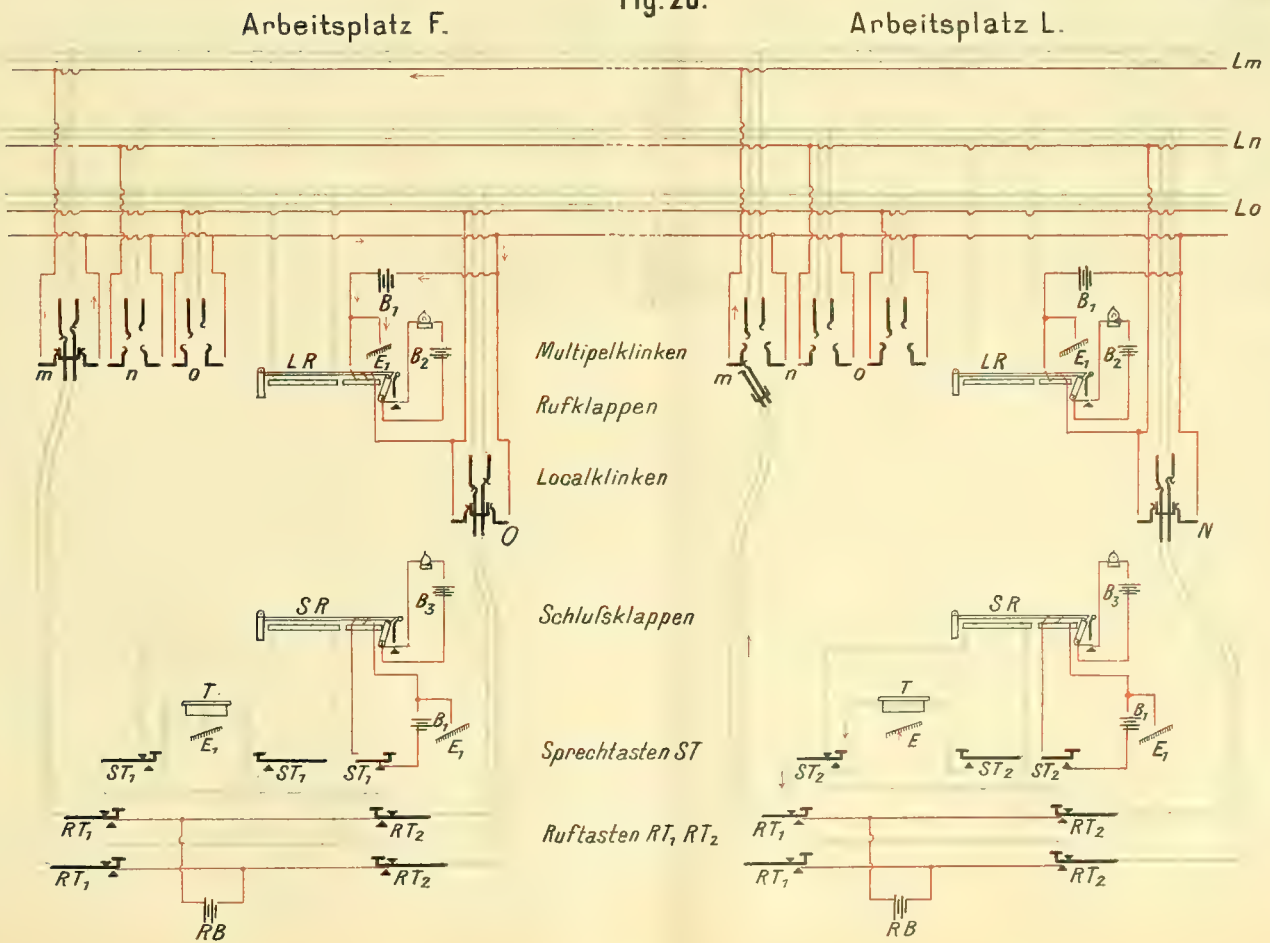 Fig. 26.
Arbeitsplatz F. Arbeitsplatz L.
Lm
Ln
Lo
B1 B1
m n o LR E1 B2 Multipelklinken m n o LR E1 B2
Rufklappen
Localklinken
O N
SR B3 Schlufsklappen SR B3
T T
E1 B1 E1 E B1 E1
ST1 ST1 ST1 Sprechtasten ST ST2 ST2 ST2
RT1 RT2 Ruftasten RT1 RT2 RT1 RT2
RT1 RT2 RT1 RT2
RB RB